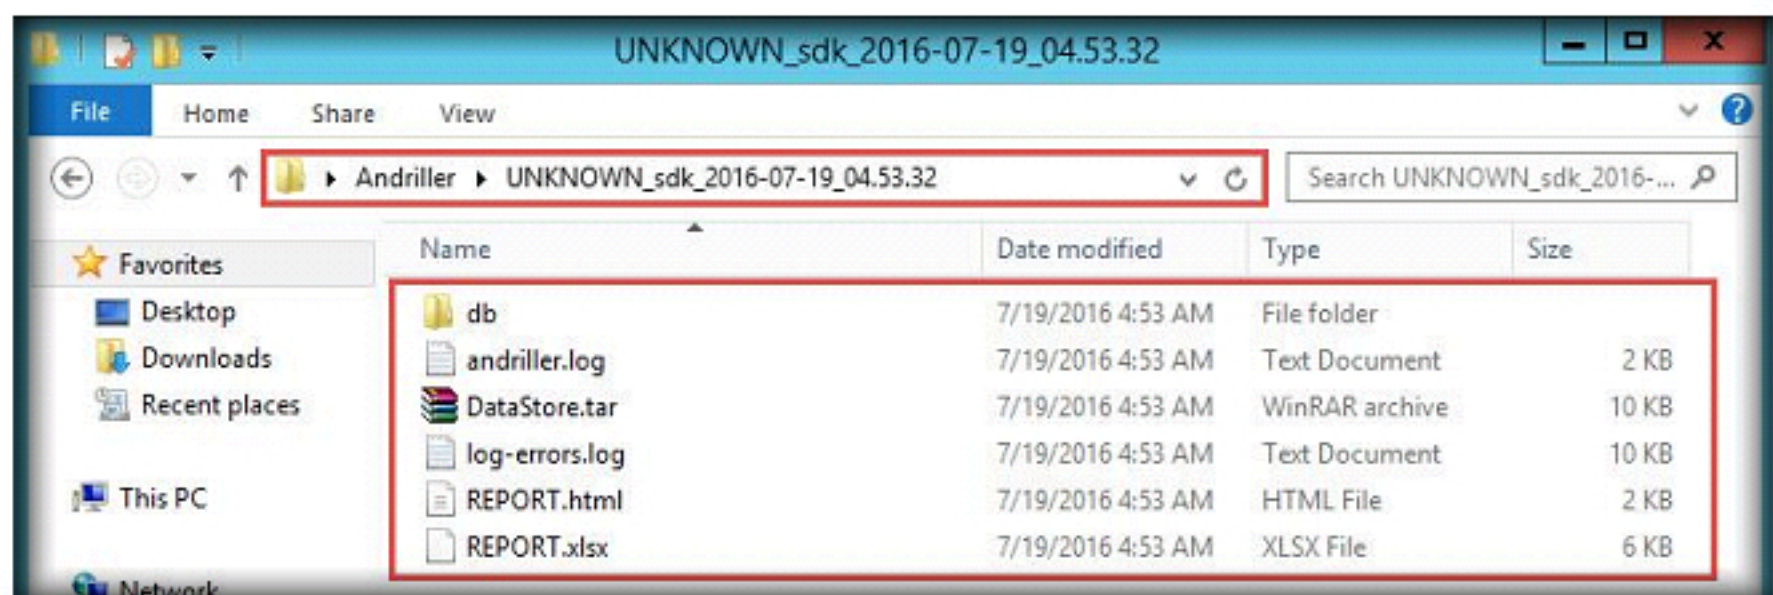 UNKNOWN_sdk_2016-07-19_04.53.32
File Home Share View
Andriller UNKNOWN_sdk_2016-07-19_04.53.32 Search UNKNOWN_sdk_2016-...
Name Date modified Type Size
Favorites
Desktop
Downloads
Recent places
This PC
Network
db 7/19/2016 4:53 AM File folder
andriller.log 7/19/2016 4:53 AM Text Document 2 KB
DataStore.tar 7/19/2016 4:53 AM WinRAR archive 10 KB
log-errors.log 7/19/2016 4:53 AM Text Document 10 KB
REPORT.html 7/19/2016 4:53 AM HTML File 2 KB
REPORT.xlsx 7/19/2016 4:53 AM XLSX File 6 KB